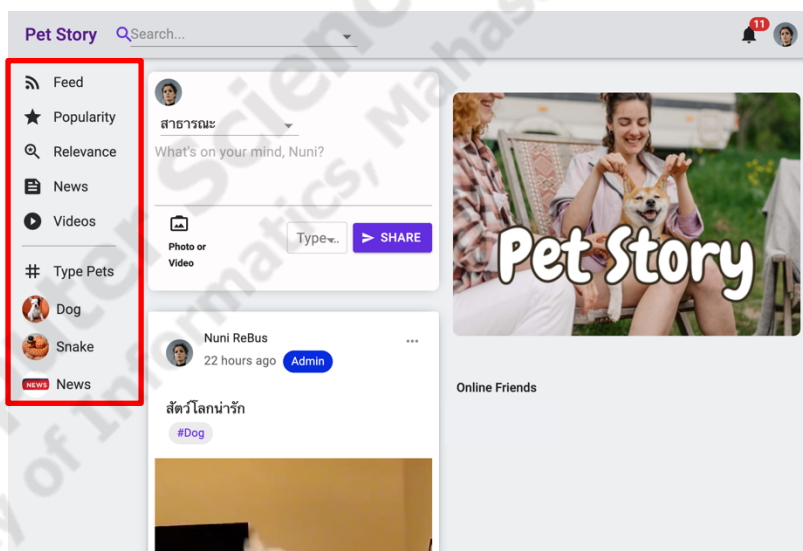 Pet Story
Search...
11
Feed
Popularity
Relevance
News
Videos
Type Pets
Dog
Snake
NEWS News
สาธารณะ
What's on your mind, Nuni?
Photo or
Video
Type...
SHARE
Nuni ReBus
22 hours ago Admin
สัตว์โลกน่ารัก
#Dog
Pet Story
Online Friends